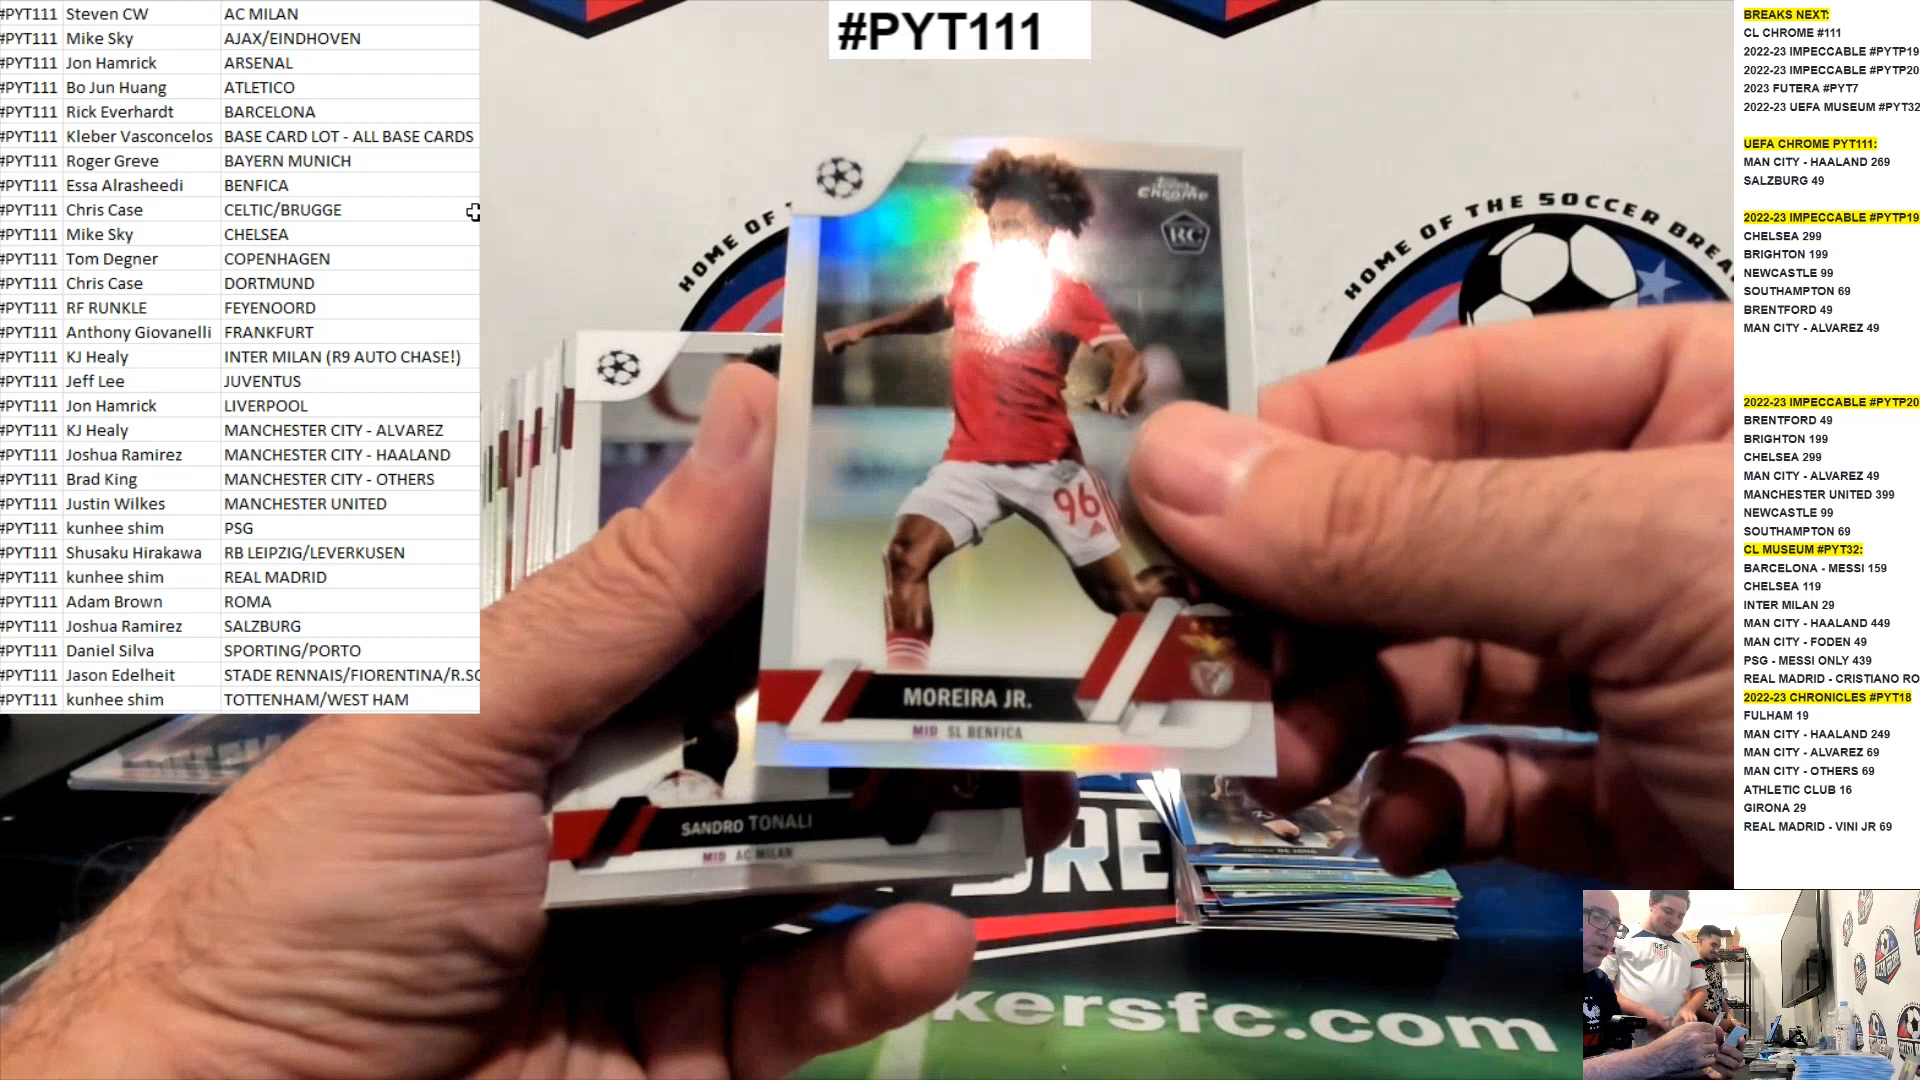 #PYT111 Steven CW AC MILAN
#PYT111 Mike Sky AJAX/EINDHOVEN
#PYT111 Jon Hamrick ARSENAL
#PYT111 Bo Jun Huang ATLETICO
#PYT111 Rick Everhardt BARCELONA
#PYT111 Kleber Vasconcelos BASE CARD LOT - ALL BASE CARDS
#PYT111 Roger Greve BAYERN MUNICH
#PYT111 Essa Alrasheedi BENFICA
#PYT111 Chris Case CELTIC/BRUGGE
#PYT111 Mike Sky CHELSEA
#PYT111 Tom Degner COPENHAGEN
#PYT111 Chris Case DORTMUND
#PYT111 RF RUNKLE FEYENOORD
#PYT111 Anthony Giovanelli FRANKFURT
#PYT111 KJ Healy INTER MILAN (R9 AUTO CHASE!)
#PYT111 Jeff Lee JUVENTUS
#PYT111 Jon Hamrick LIVERPOOL
#PYT111 KJ Healy MANCHESTER CITY - ALVAREZ
#PYT111 Joshua Ramirez MANCHESTER CITY - HAALAND
#PYT111 Brad King MANCHESTER CITY - OTHERS
#PYT111 Justin Wilkes MANCHESTER UNITED
#PYT111 kunhee shim PSG
#PYT111 Shusaku Hirakawa RB LEIPZIG/LEVERKUSEN
#PYT111 kunhee shim REAL MADRID
#PYT111 Adam Brown ROMA
#PYT111 Joshua Ramirez SALZBURG
#PYT111 Daniel Silva SPORTING/PORTO
#PYT111 Jason Edelheit STADE RENNAIS/FIORENTINA/R.SO
#PYT111 kunhee shim TOTTENHAM/WEST HAM
#PYT111
HOME OF T
HOME OF THE SOCCER BREA
Topps Chrome
RC
96
MOREIRA JR.
MID SL BENFICA
SANDRO TONALI
MID AC MILAN
DE JONG
kersfc.com
BREAKS NEXT:
CL CHROME #111
2022-23 IMPECCABLE #PYTP19
2022-23 IMPECCABLE #PYTP20
2023 FUTERA #PYT7
2022-23 UEFA MUSEUM #PYT32
UEFA CHROME PYT111:
MAN CITY - HAALAND 269
SALZBURG 49
2022-23 IMPECCABLE #PYTP19
CHELSEA 299
BRIGHTON 199
NEWCASTLE 99
SOUTHAMPTON 69
BRENTFORD 49
MAN CITY - ALVAREZ 49
2022-23 IMPECCABLE #PYTP20
BRENTFORD 49
BRIGHTON 199
CHELSEA 299
MAN CITY - ALVAREZ 49
MANCHESTER UNITED 399
NEWCASTLE 99
SOUTHAMPTON 69
CL MUSEUM #PYT32:
BARCELONA - MESSI 159
CHELSEA 119
INTER MILAN 29
MAN CITY - HAALAND 449
MAN CITY - FODEN 49
PSG - MESSI ONLY 439
REAL MADRID - CRISTIANO RO
2022-23 CHRONICLES #PYT18
FULHAM 19
MAN CITY - HAALAND 249
MAN CITY - ALVAREZ 69
MAN CITY - OTHERS 69
ATHLETIC CLUB 16
GIRONA 29
REAL MADRID - VINI JR 69